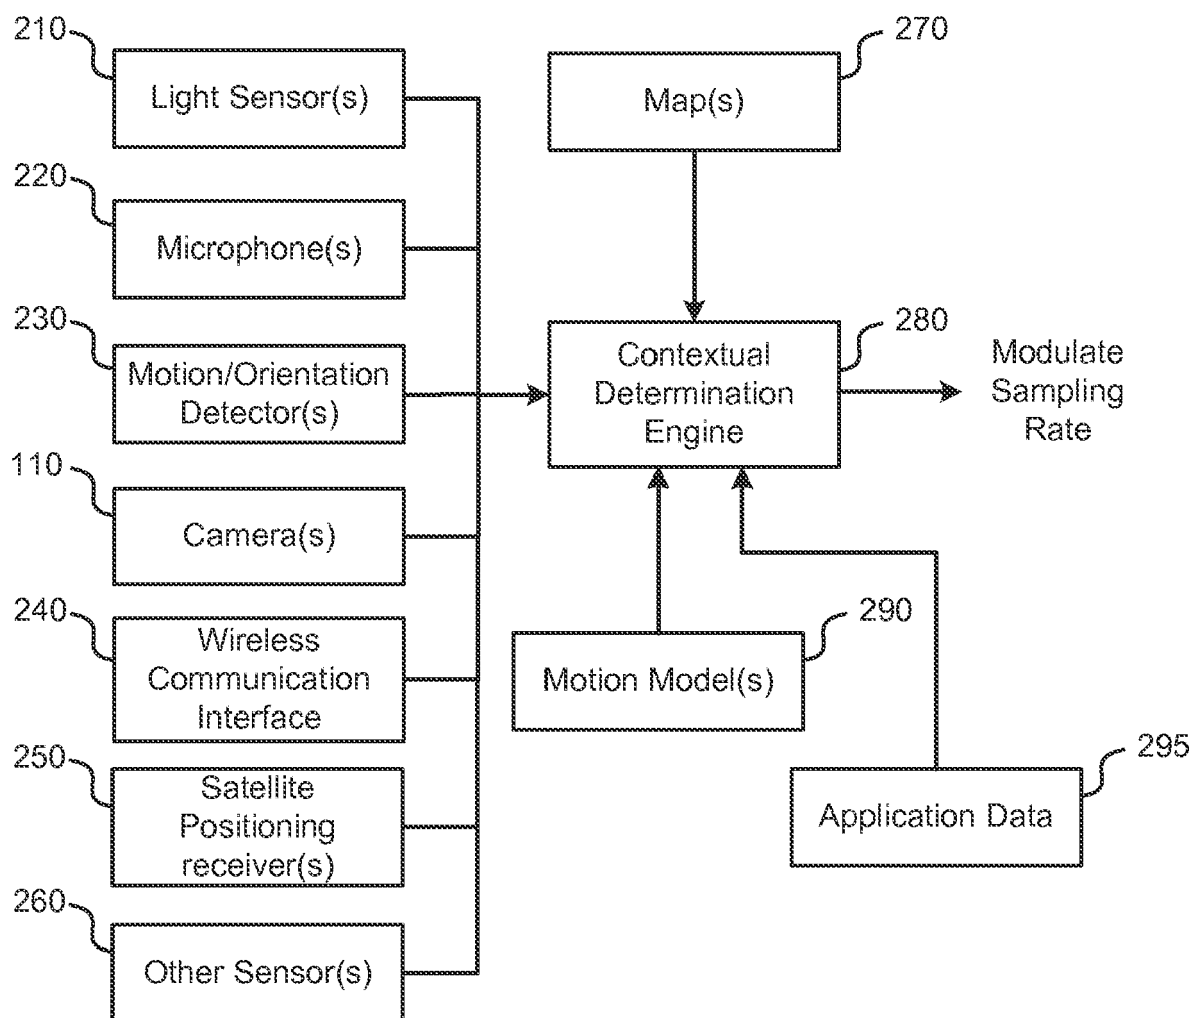 210
Light Sensor(s)
220
Microphone(s)
230
Motion/Orientation
Detector(s)
110
Camera(s)
240
Wireless
Communication
Interface
250
Satellite
Positioning
receiver(s)
260
Other Sensor(s)
270
Map(s)
280
Contextual
Determination
Engine
Modulate
Sampling
Rate
290
Motion Model(s)
295
Application Data